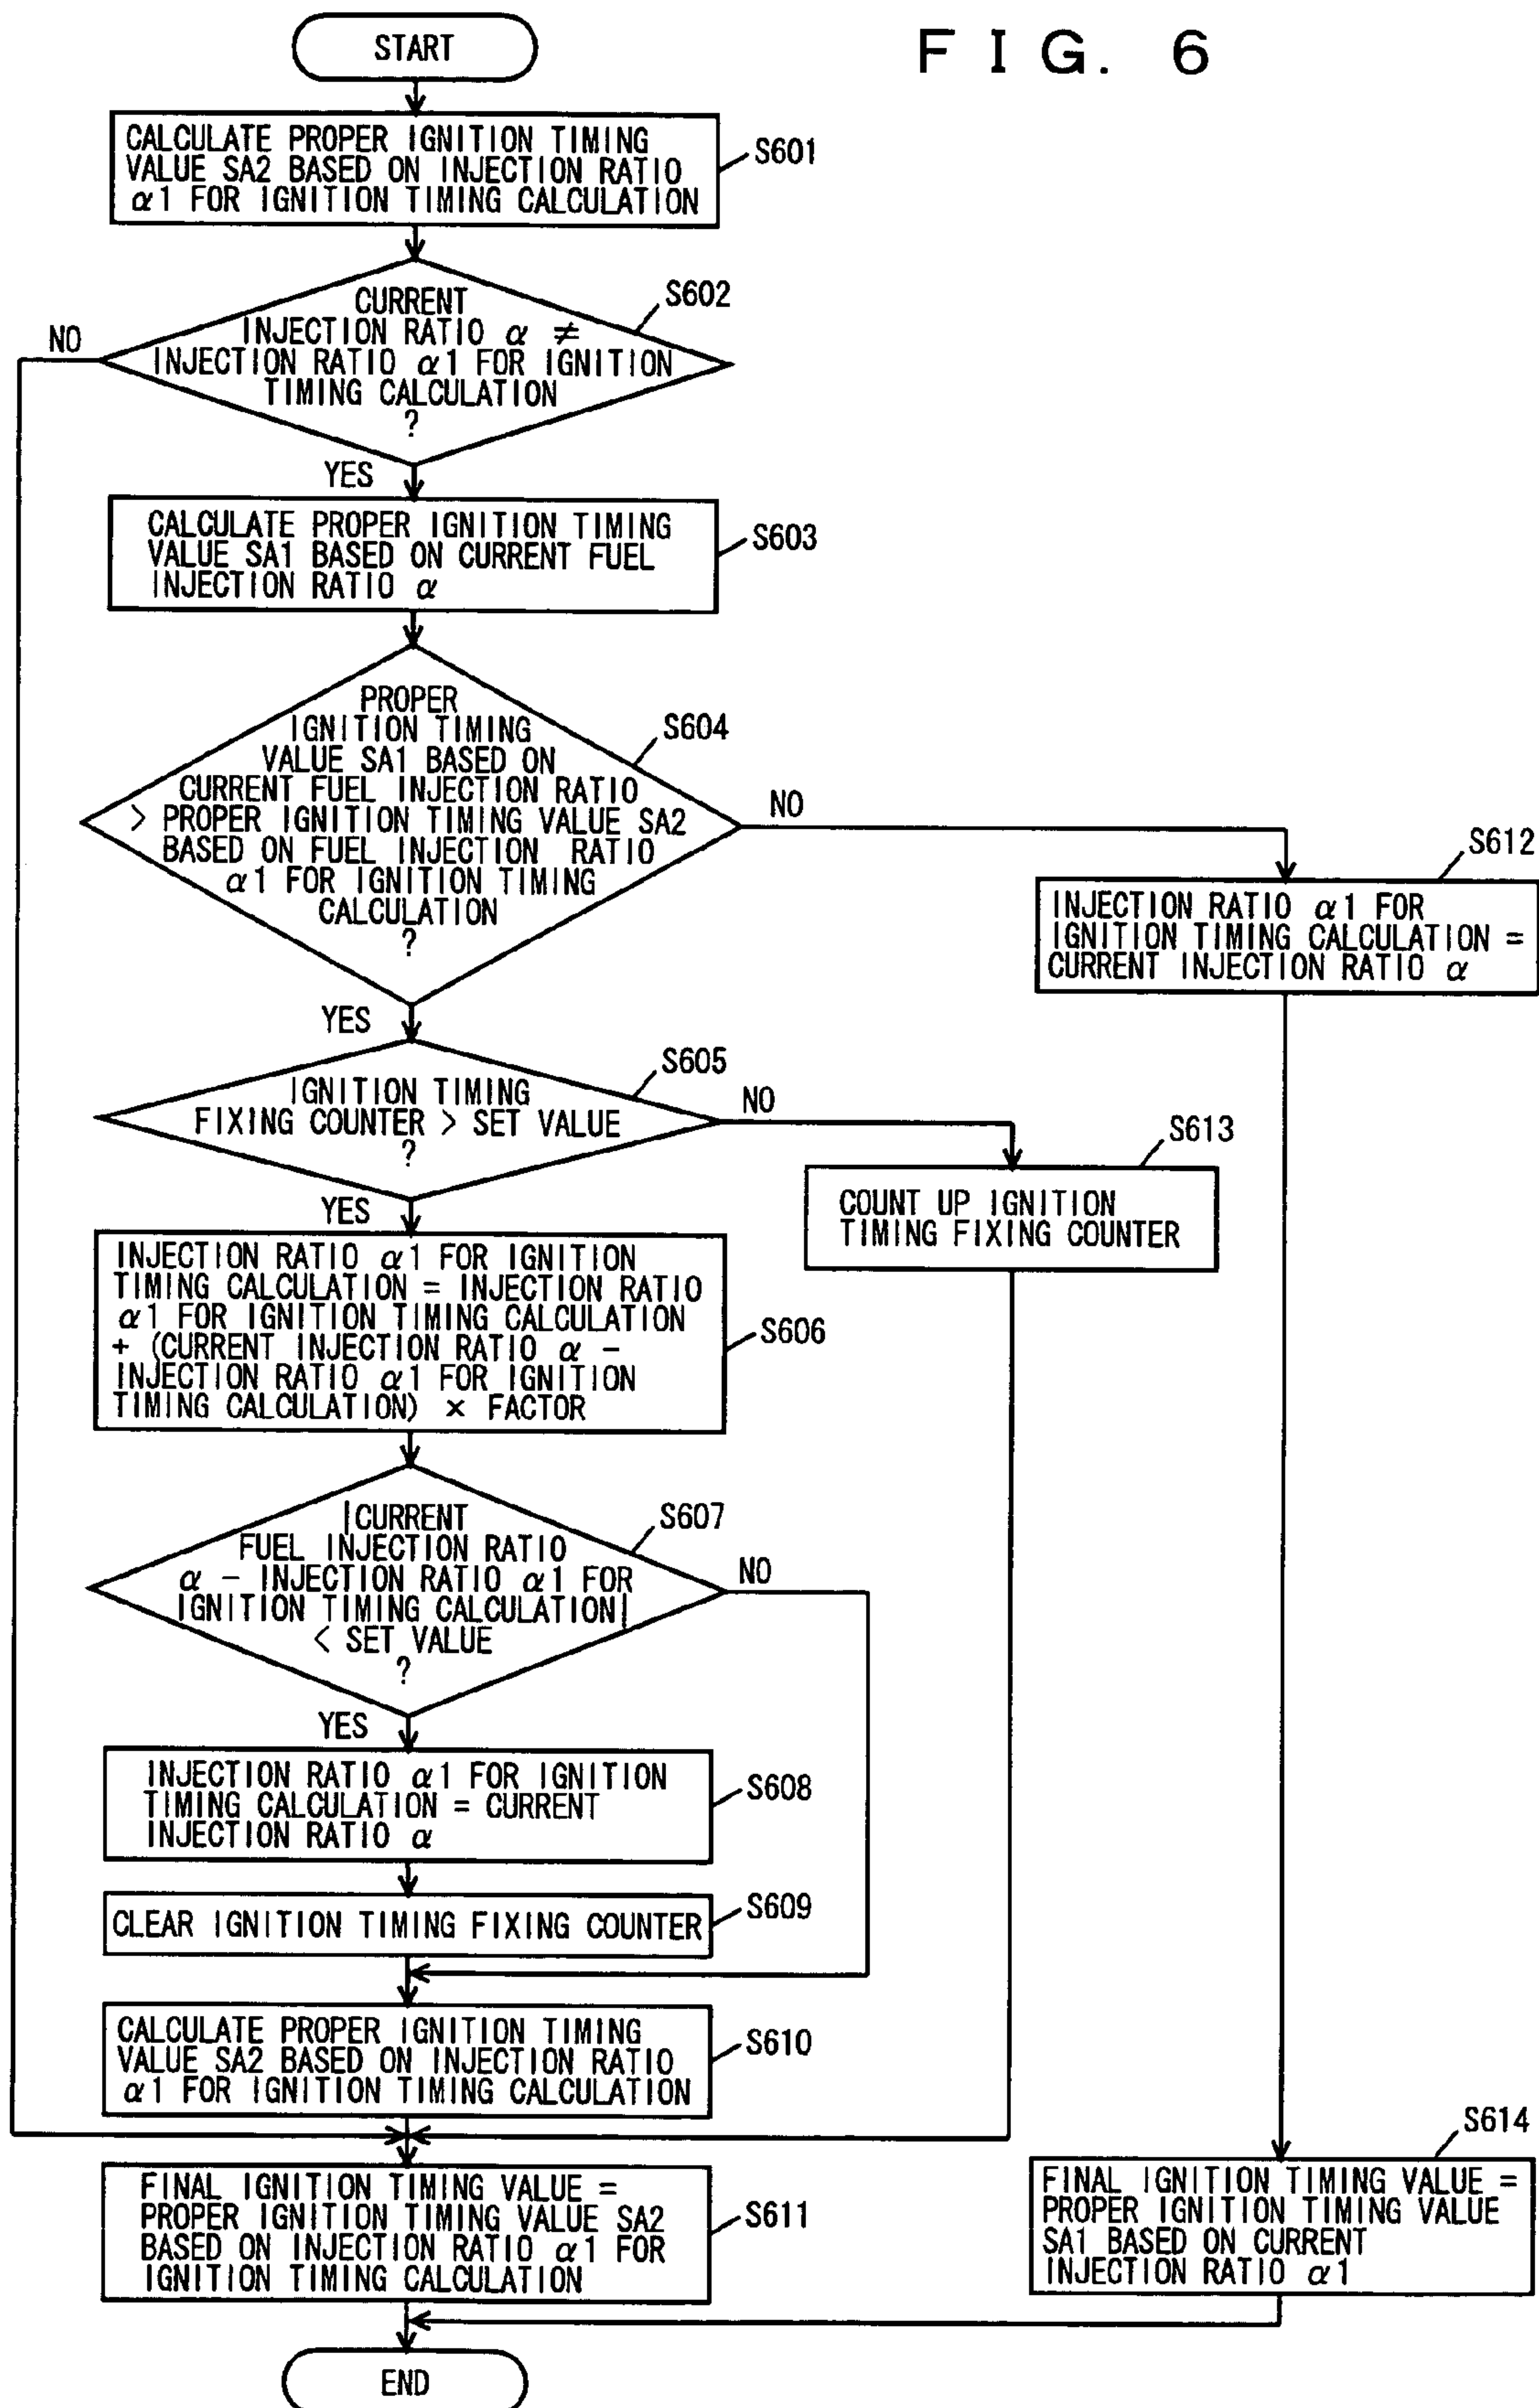 FIG. 6
START
CALCULATE PROPER IGNITION TIMING
VALUE SA2 BASED ON INJECTION RATIO
α1 FOR IGNITION TIMING CALCULATION
S601
CURRENT
INJECTION RATIO α ≠
INJECTION RATIO α1 FOR IGNITION
TIMING CALCULATION
?
S602
NO
YES
CALCULATE PROPER IGNITION TIMING
VALUE SA1 BASED ON CURRENT FUEL
INJECTION RATIO α
S603
PROPER
IGNITION TIMING
VALUE SA1 BASED ON
CURRENT FUEL INJECTION RATIO
> PROPER IGNITION TIMING VALUE SA2
BASED ON FUEL INJECTION RATIO
α1 FOR IGNITION TIMING
CALCULATION
?
S604
NO
YES
S612
INJECTION RATIO α1 FOR
IGNITION TIMING CALCULATION =
CURRENT INJECTION RATIO α
IGNITION TIMING
FIXING COUNTER > SET VALUE
?
S605
NO
YES
S613
COUNT UP IGNITION
TIMING FIXING COUNTER
INJECTION RATIO α1 FOR IGNITION
TIMING CALCULATION = INJECTION RATIO
α1 FOR IGNITION TIMING CALCULATION
+ (CURRENT INJECTION RATIO α -
INJECTION RATIO α1 FOR IGNITION
TIMING CALCULATION) × FACTOR
S606
|CURRENT
FUEL INJECTION RATIO
α - INJECTION RATIO α1 FOR
IGNITION TIMING CALCULATION|
< SET VALUE
?
S607
NO
YES
INJECTION RATIO α1 FOR IGNITION
TIMING CALCULATION = CURRENT
INJECTION RATIO α
S608
CLEAR IGNITION TIMING FIXING COUNTER
S609
CALCULATE PROPER IGNITION TIMING
VALUE SA2 BASED ON INJECTION RATIO
α1 FOR IGNITION TIMING CALCULATION
S610
FINAL IGNITION TIMING VALUE =
PROPER IGNITION TIMING VALUE SA2
BASED ON INJECTION RATIO α1 FOR
IGNITION TIMING CALCULATION
S611
S614
FINAL IGNITION TIMING VALUE =
PROPER IGNITION TIMING VALUE
SA1 BASED ON CURRENT
INJECTION RATIO α1
END